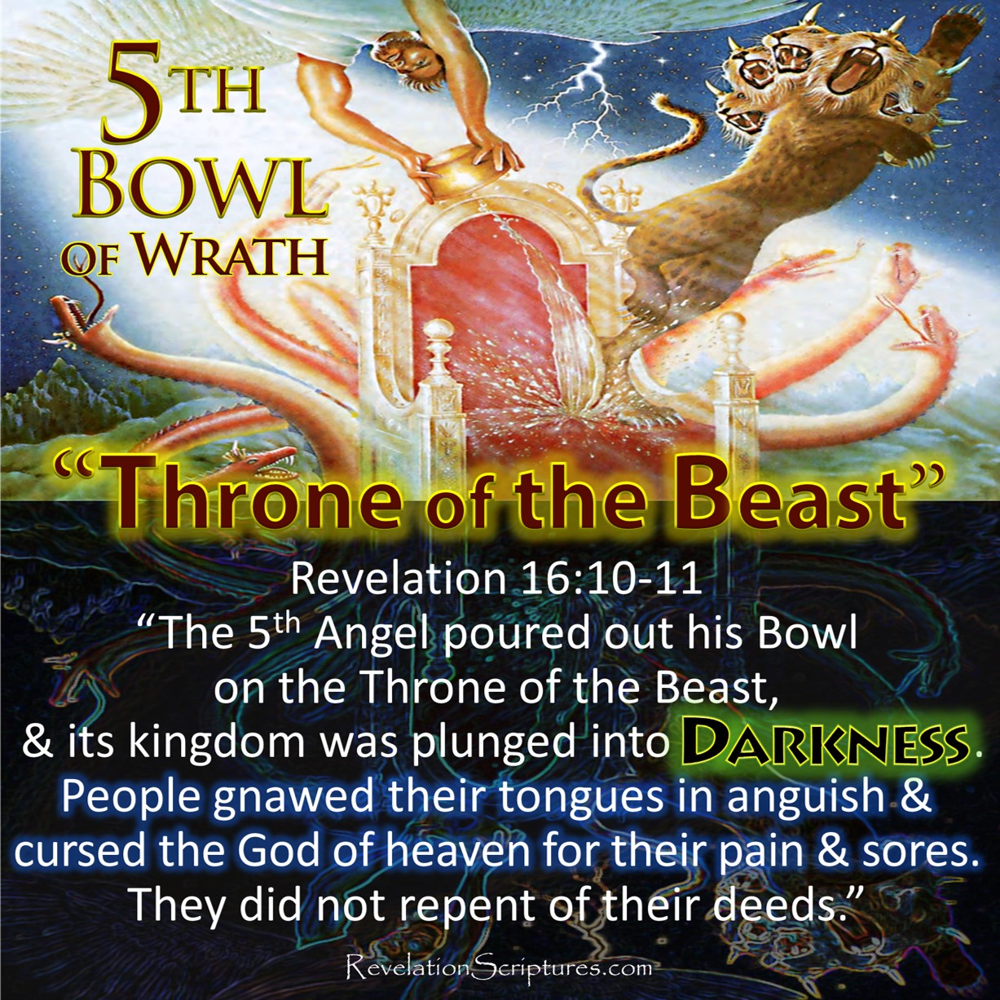 5TH
BOWL
OF WRATH
“Throne of the Beast”
Revelation 16:10-11
“The 5th Angel poured out his Bowl
on the Throne of the Beast,
& its kingdom was plunged into DARKNESS.
People gnawed their tongues in anguish &
cursed the God of heaven for their pain & sores.
They did not repent of their deeds.”
RevelationScriptures.com